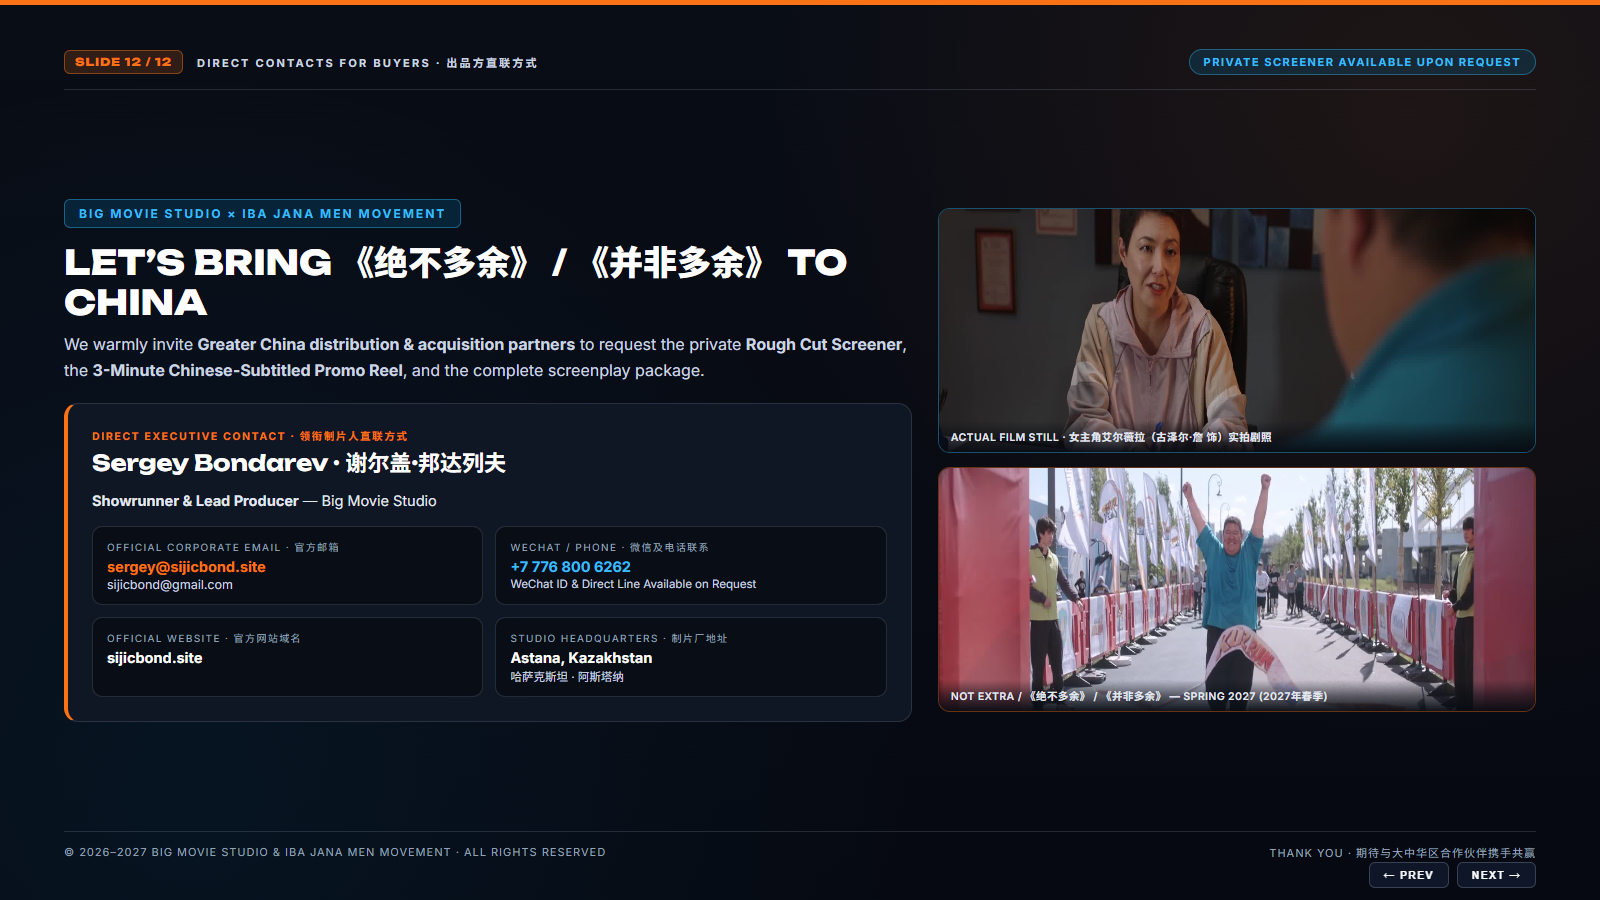 SLIDE 12 / 12
DIRECT CONTACTS FOR BUYERS · 出品方直联方式
PRIVATE SCREENER AVAILABLE UPON REQUEST
BIG MOVIE STUDIO × IBA JANA MEN MOVEMENT
LET’S BRING 《绝不多余》 / 《并非多余》 TO
CHINA
We warmly invite Greater China distribution & acquisition partners to request the private Rough Cut Screener,
the 3-Minute Chinese-Subtitled Promo Reel, and the complete screenplay package.
DIRECT EXECUTIVE CONTACT · 领衔制片人直联方式
Sergey Bondarev · 谢尔盖·邦达列夫
Showrunner & Lead Producer — Big Movie Studio
OFFICIAL CORPORATE EMAIL · 官方邮箱
sergey@sijicbond.site
sijicbond@gmail.com
WECHAT / PHONE · 微信及电话联系
+7 776 800 6262
WeChat ID & Direct Line Available on Request
OFFICIAL WEBSITE · 官方网站域名
sijicbond.site
STUDIO HEADQUARTERS · 制片厂地址
Astana, Kazakhstan
哈萨克斯坦 · 阿斯塔纳
ACTUAL FILM STILL · 女主角艾尔薇拉（古泽尔·詹 饰）实拍剧照
NOT EXTRA / 《绝不多余》 / 《并非多余》 — SPRING 2027 (2027年春季)
© 2026–2027 BIG MOVIE STUDIO & IBA JANA MEN MOVEMENT · ALL RIGHTS RESERVED
THANK YOU · 期待与大中华区合作伙伴携手共赢
← PREV
NEXT →